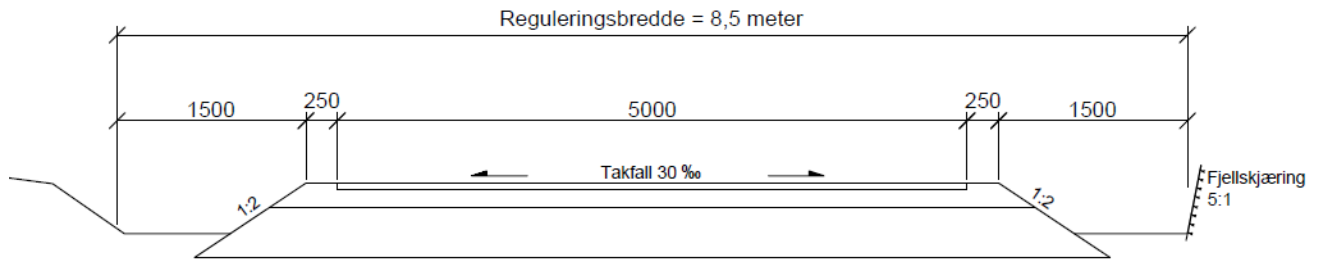 Reguleringsbredde = 8,5 meter
1500 250 5000 250 1500
Takfall 30 ‰
1:2
1:2
Fjellskjæring
5:1